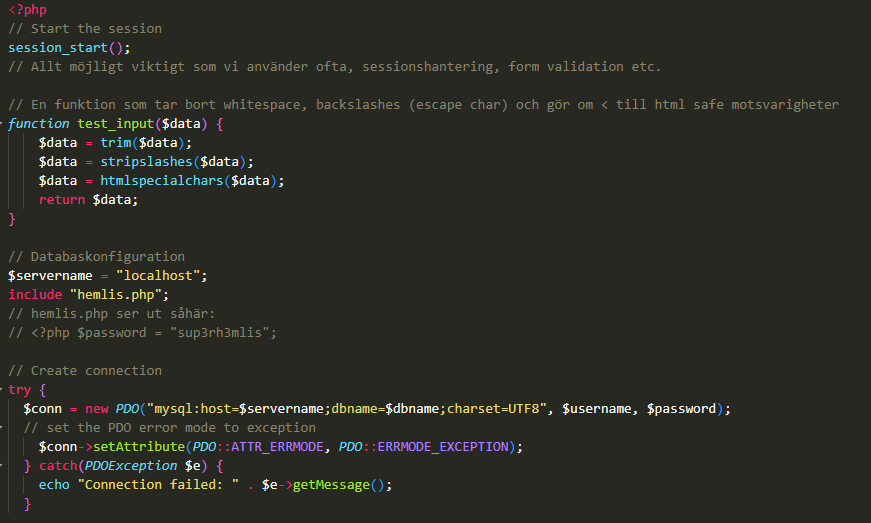 <?php
// Start the session
session_start();
// Allt möjligt viktigt som vi använder ofta, sessionshantering, form validation etc.
// En funktion som tar bort whitespace, backslashes (escape char) och gör om < till html safe motsvarigheter
function test_input($data) {
    $data = trim($data);
    $data = stripslashes($data);
    $data = htmlspecialchars($data);
    return $data;
}
// Databaskonfiguration
$servername = "localhost";
include "hemlis.php";
// hemlis.php ser ut såhär:
// <?php $password = "sup3rh3mlis";
// Create connection
try {
  $conn = new PDO("mysql:host=$servername;dbname=$dbname;charset=UTF8", $username, $password);
  // set the PDO error mode to exception
    $conn->setAttribute(PDO::ATTR_ERRMODE, PDO::ERRMODE_EXCEPTION);
  } catch(PDOException $e) {
    echo "Connection failed: " . $e->getMessage();
  }